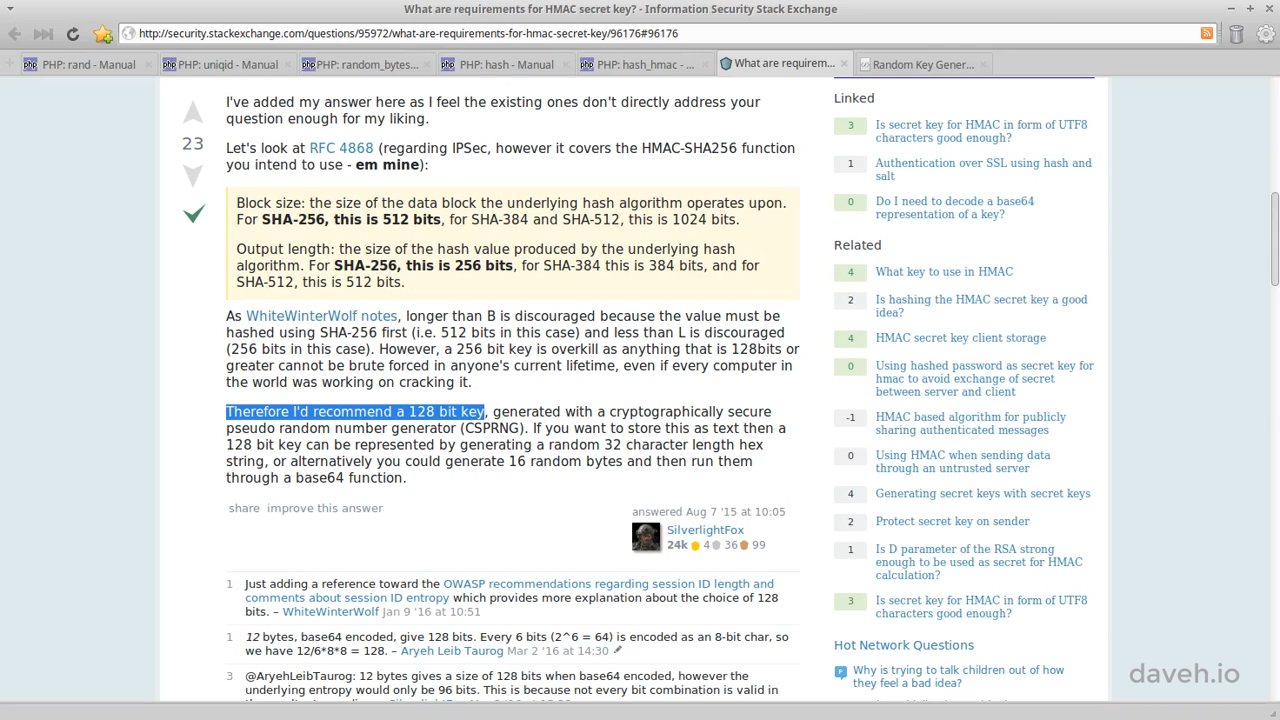 What are requirements for HMAC secret key? - Information Security Stack Exchange
http://security.stackexchange.com/questions/95972/what-are-requirements-for-hmac-secret-key/96176#96176
php PHP: rand - Manual
php PHP: uniqid - Manual
php PHP: random_bytes...
php PHP: hash - Manual
php PHP: hash_hmac - ...
What are requirem...
Random Key Gener...
I've added my answer here as I feel the existing ones don't directly address your
question enough for my liking.
23
Let's lok at RFC 4868 (regarding IPSec, however it covers the HMAC-SHA256 function
you intend to use - em mine):
Block size: the size of the data block the underlying hash algorithm operates upon.
For SHA-256, this is 512 bits, for SHA-384 and SHA-512, this is 1024 bits.
Output length: the size of the hash value produced by the underlying hash
algorithm. For SHA-256, this is 256 bits, for SHA-384 this is 384 bits, and for
SHA-512, this is 512 bits.
As WhiteWinterWolf notes, longer than B is discouraged because the value must be
hashed using SHA-256 first (i.e. 512 bits in this case) and less than L is discouraged
(256 bits in this case). However, a 256 bit key is overkill as anything that is 128bits or
greater cannot be brute forced in anyone's current lifetime, even if every computer in
the world was working on cracking it.
Therefore I'd recommend a 128 bit key, generated with a cryptographically secure
pseudo random number generator (CSPRNG). If you want to store this as text then a
128 bit key can be represented by generating a random 32 character length hex
string, or alternatively you could generate 16 random bytes and then run them
through a base64 function.
share improve this answer
answered Aug 7 '15 at 10:05
SilverlightFox
24k 4 36 99
1 Just adding a reference toward the OWASP recommendations regarding session ID length and
comments about session ID entropy which provides more explanation about the choice of 128
bits. – WhiteWinterWolf Jan 9 '16 at 10:51
1 12 bytes, base64 encoded, give 128 bits. Every 6 bits (2^6 = 64) is encoded as an 8-bit char, so
we have 12/6*8*8 = 128. – Aryeh Leib Taurog Mar 2 '16 at 14:30
3 @AryehLeibTaurog: 12 bytes gives a size of 128 bits when base64 encoded, however the
underlying entropy would only be 96 bits. This is because not every bit combination is valid in
Linked
3 Is secret key for HMAC in form of UTF8
characters good enough?
1 Authentication over SSL using hash and
salt
0 Do I need to decode a base64
representation of a key?
Related
4 What key to use in HMAC
2 Is hashing the HMAC secret key a good
idea?
4 HMAC secret key client storage
0 Using hashed password as secret key for
hmac to avoid exchange of secret
between server and client
-1 HMAC based algorithm for publicly
sharing authenticated messages
0 Using HMAC when sending data
through an untrusted server
4 Generating secret keys with secret keys
2 Protect secret key on sender
1 Is D parameter of the RSA strong
enough to be used as secret for HMAC
calculation?
3 Is secret key for HMAC in form of UTF8
characters good enough?
Hot Network Questions
Why is trying to talk children out of how
they feel a bad idea?
daveh.io